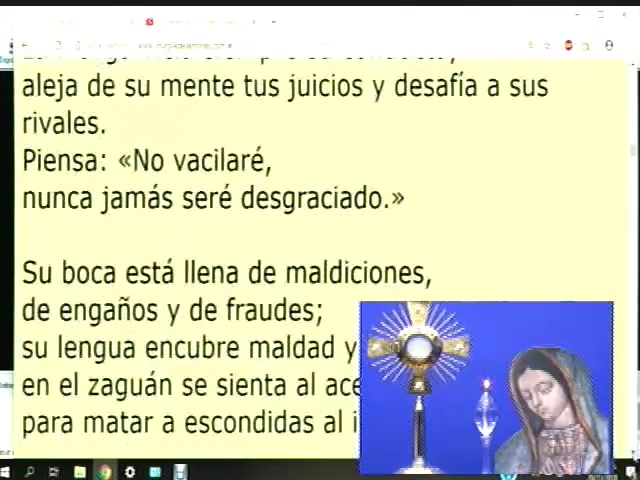 aleja de su mente tus juicios y desafía a sus
rivales.
Piensa: «No vacilaré,
nunca jamás seré desgraciado.»
Su boca está llena de maldiciones,
de engaños y de fraudes;
su lengua encubre maldad y
en el zaguán se sienta al
para matar a escondidas al